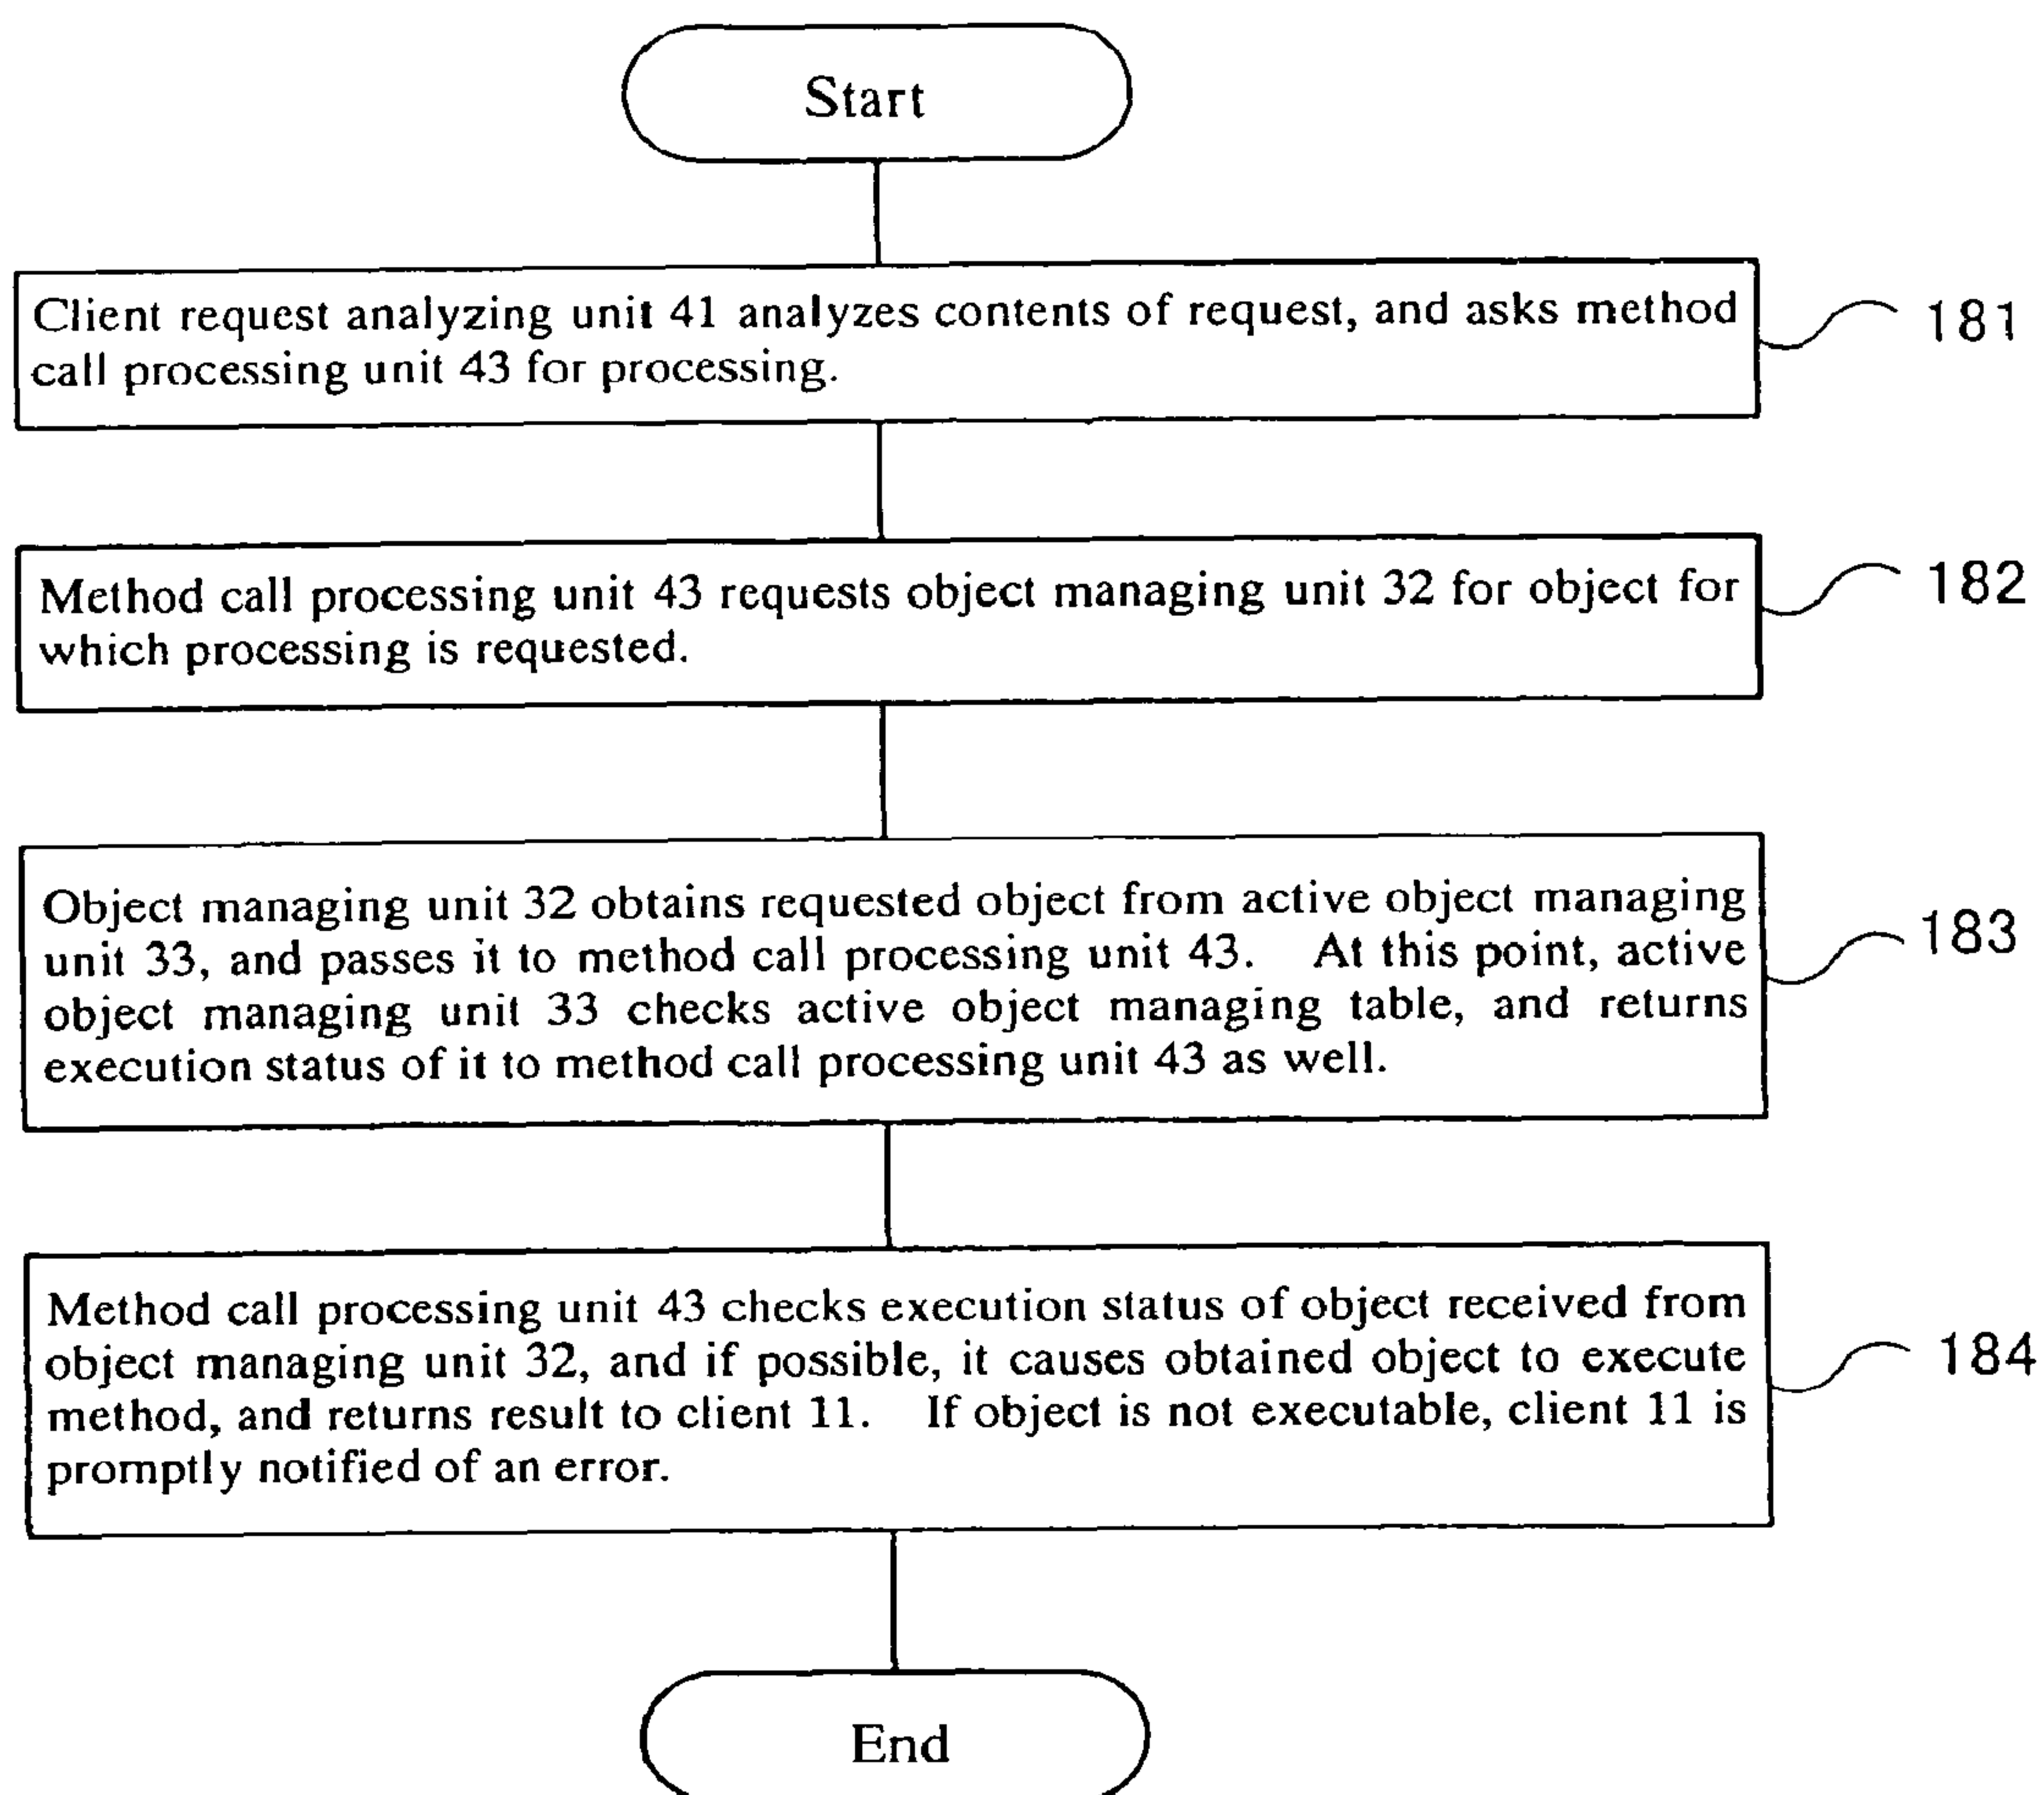 Start
Client request analyzing unit 41 analyzes contents of request, and asks method
call processing unit 43 for processing.
181
Method call processing unit 43 requests object managing unit 32 for object for
which processing is requested.
182
Object managing unit 32 obtains requested object from active object managing
unit 33, and passes it to method call processing unit 43. At this point, active
object managing unit 33 checks active object managing table, and returns
execution status of it to method call processing unit 43 as well.
183
Method call processing unit 43 checks execution status of object received from
object managing unit 32, and if possible, it causes obtained object to execute
method, and returns result to client 11. If object is not executable, client 11 is
promptly notified of an error.
184
End